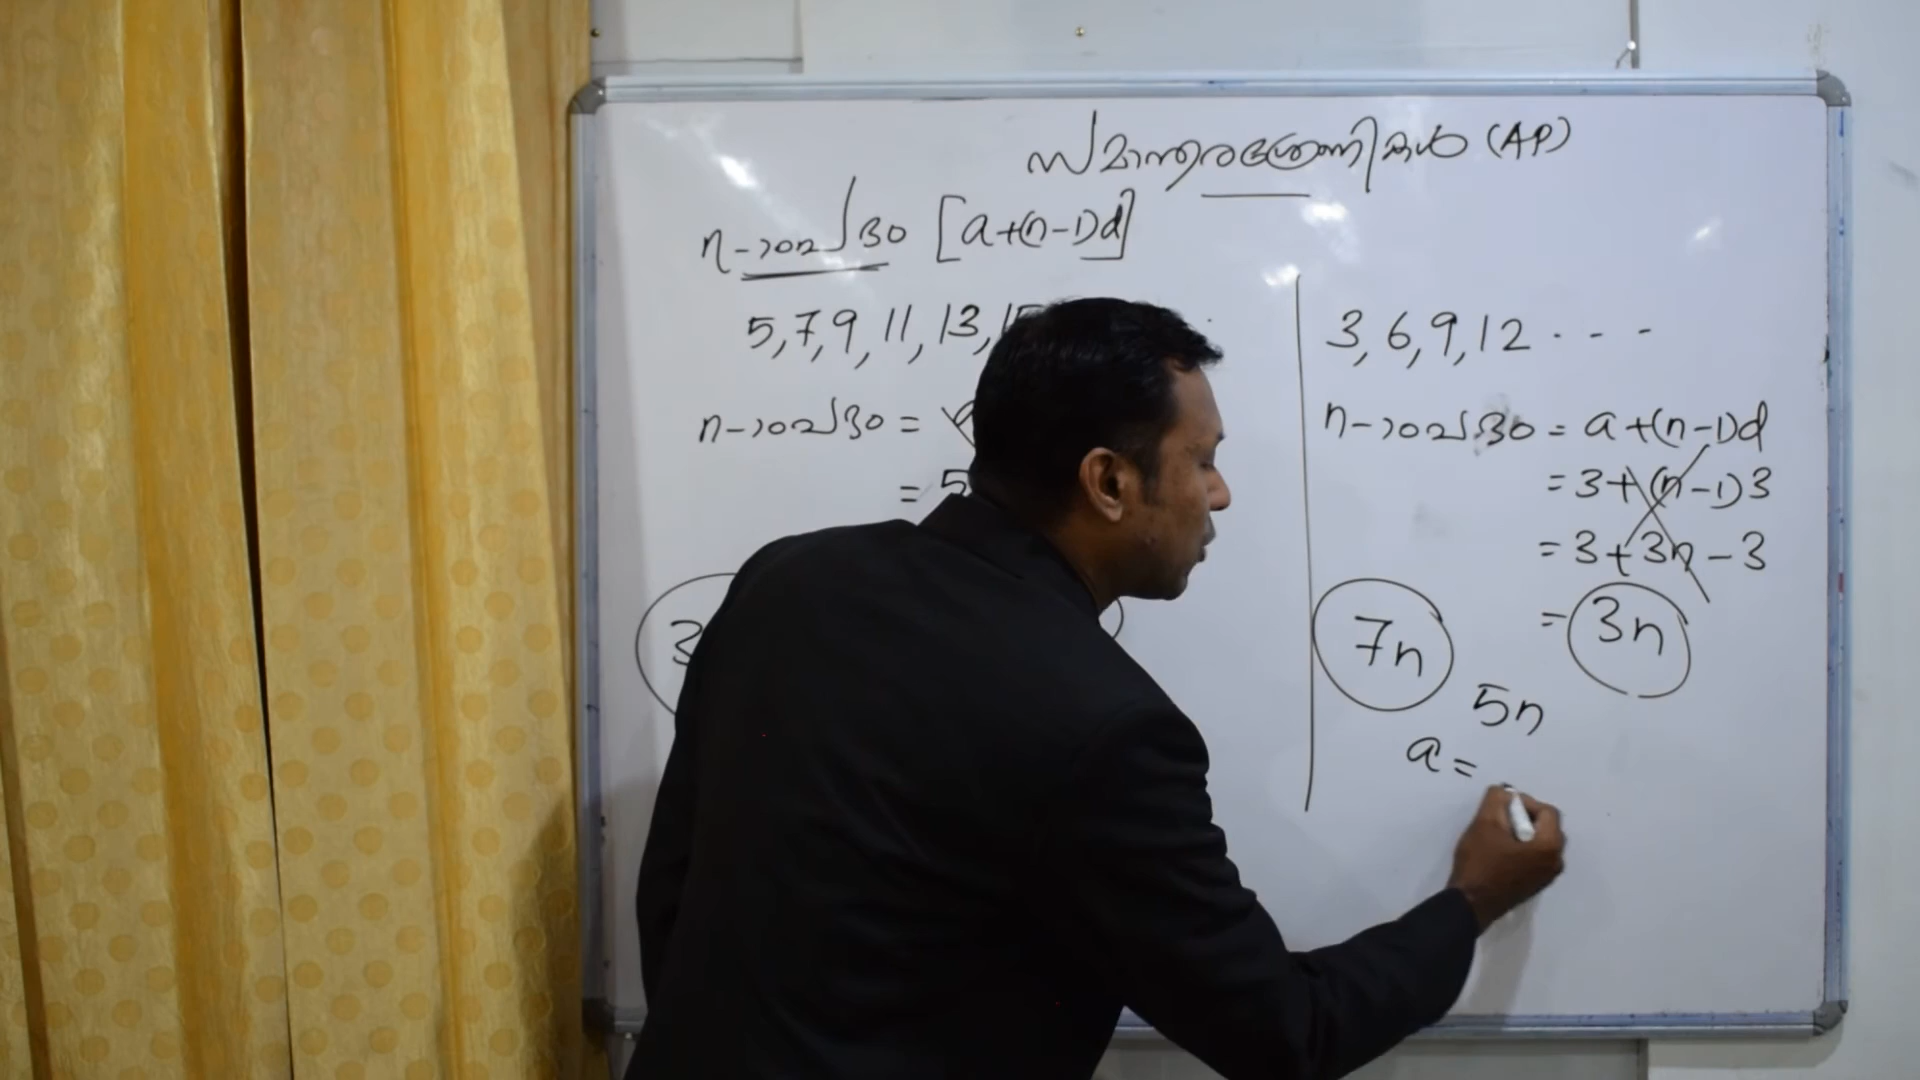 സമാന്തരശ്രേണികൾ (AP)
n-ാംപദം [a+(n-1)d]
5,7,9,11,13,15
n-ാംപദം =
= 5
3
3,6,9,12 . - -
n-ാംപദം = a+(n-1)d
= 3+(n-1)3
= 3+3n-3
= 3n
7n
5n
a =